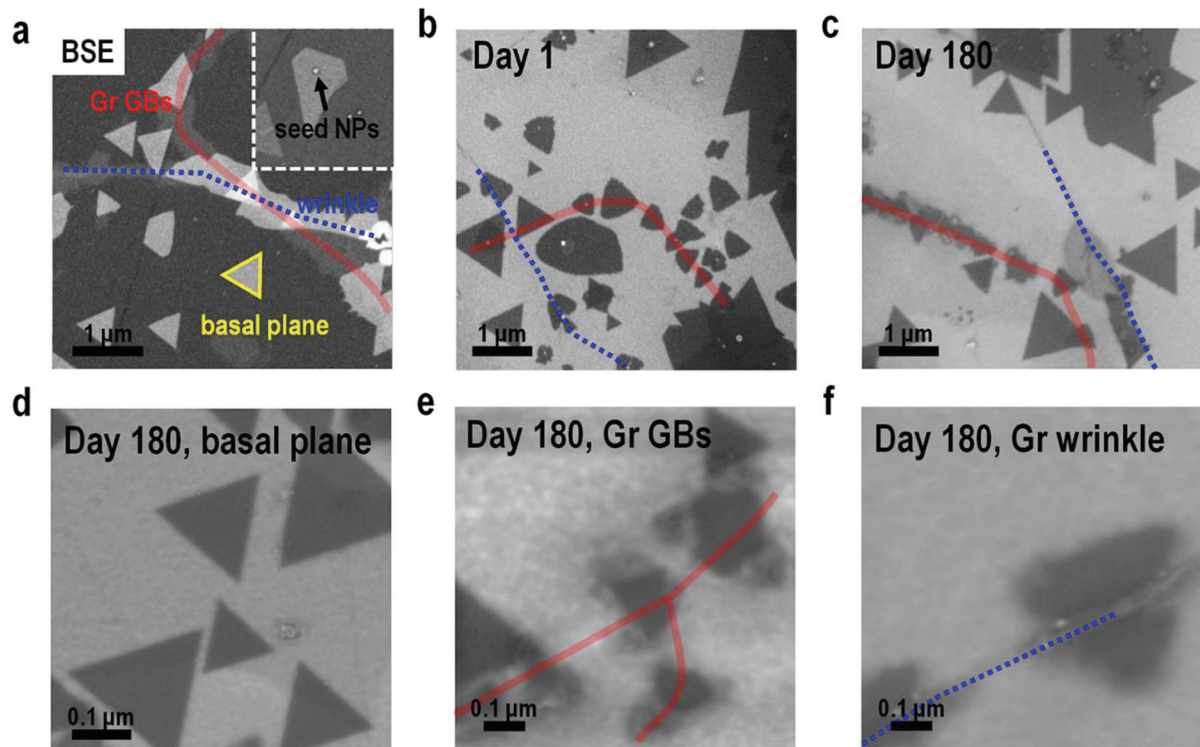 a
BSE
Gr GBs
seed NPs
wrinkle
basal plane
1 μm
b
Day 1
1 μm
c
Day 180
1 μm
d
Day 180, basal plane
0.1 μm
e
Day 180, Gr GBs
0.1 μm
f
Day 180, Gr wrinkle
0.1 μm